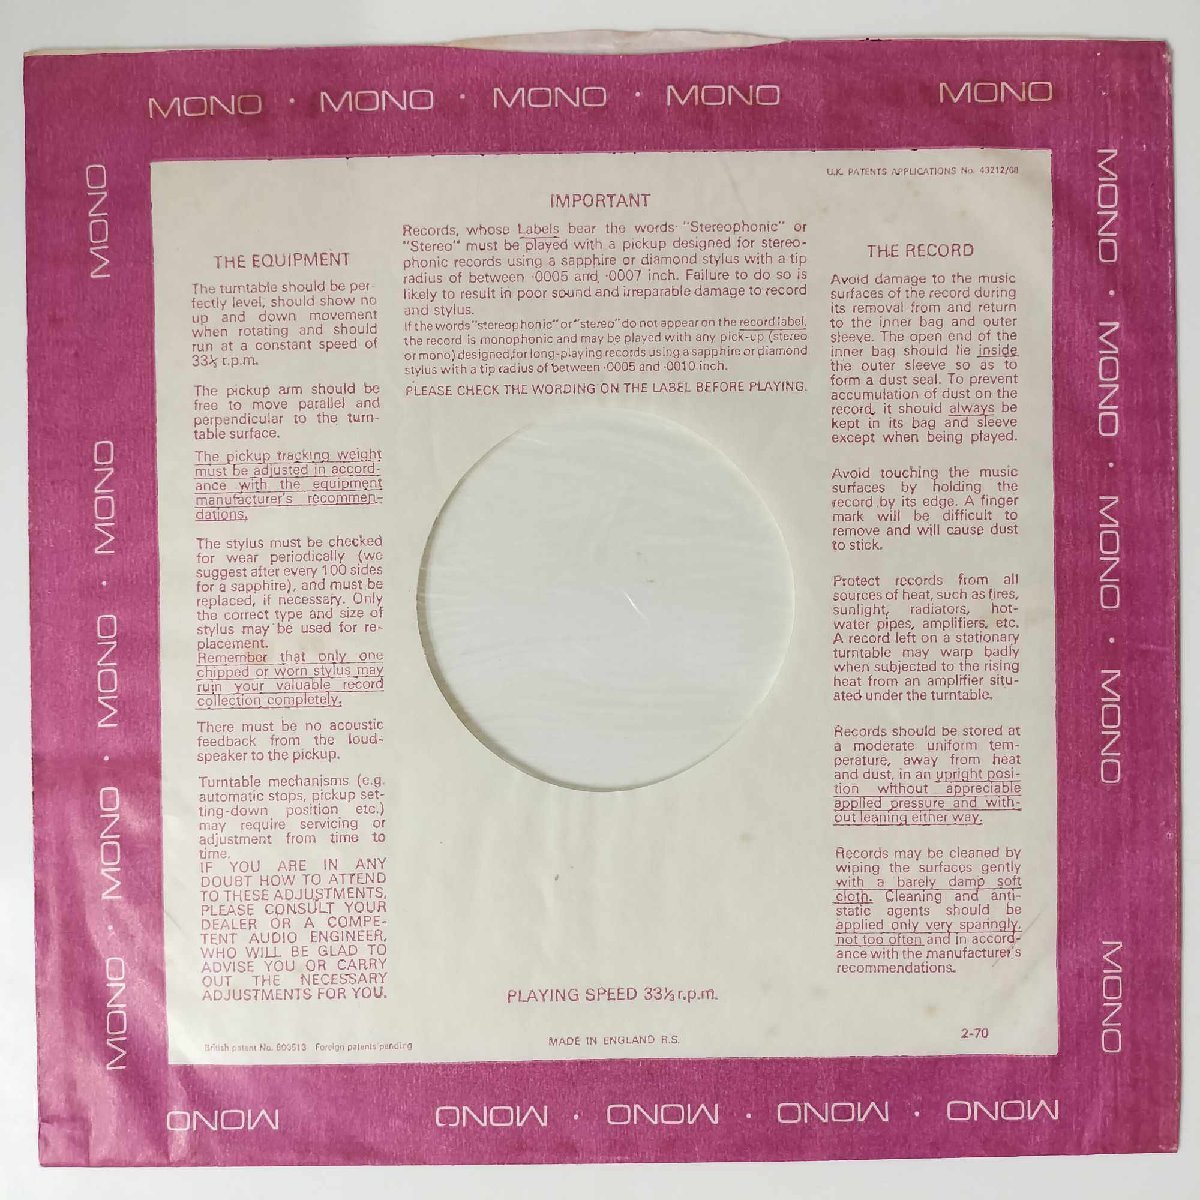 MONO · MONO · MONO · MONO MONO
U.K. PATENTS APPLICATIONS No. 43212/68
THE EQUIPMENT
The turntable should be per-
fectly level, should show no
up and down movement
when rotating and should
run at a constant speed of
33⅓ r.p.m.
The pickup arm should be
free to move parallel and
perpendicular to the turn-
table surface.
The pickup tracking weight
must be adjusted in accord-
ance with the equipment
manufacturer's recommen-
dations.
The stylus must be checked
for wear periodically (we
suggest after every 100 sides
for a sapphire), and must be
replaced, if necessary. Only
the correct type and size of
stylus may be used for re-
placement.
Remember that only one
chipped or worn stylus may
ruin your valuable record
collection completely.
There must be no acoustic
feedback from the loud-
speaker to the pickup.
Turntable mechanisms (e.g.
automatic stops, pickup set-
ting-down position etc.)
may require servicing or
adjustment from time to
time.
IF YOU ARE IN ANY
DOUBT HOW TO ATTEND
TO THESE ADJUSTMENTS,
PLEASE CONSULT YOUR
DEALER OR A COMPE-
TENT AUDIO ENGINEER,
WHO WILL BE GLAD TO
ADVISE YOU OR CARRY
OUT THE NECESSARY
ADJUSTMENTS FOR YOU.
IMPORTANT
Records, whose Labels bear the words "Stereophonic" or
"Stereo" must be played with a pickup designed for stereo-
phonic records using a sapphire or diamond stylus with a tip
radius of between ·0005 and ·0007 inch. Failure to do so is
likely to result in poor sound and irreparable damage to record
and stylus.
If the words "stereophonic" or "stereo" do not appear on the record label,
the record is monophonic and may be played with any pick-up (stereo
or mono) designed for long-playing records using a sapphire or diamond
stylus with a tip radius of between ·0005 and ·0010 inch.
PLEASE CHECK THE WORDING ON THE LABEL BEFORE PLAYING.
THE RECORD
Avoid damage to the music
surfaces of the record during
its removal from and return
to the inner bag and outer
sleeve. The open end of the
inner bag should lie inside
the outer sleeve so as to
form a dust seal. To prevent
accumulation of dust on the
record, it should always be
kept in its bag and sleeve
except when being played.
Avoid touching the music
surfaces by holding the
record by its edge. A finger
mark will be difficult to
remove and will cause dust
to stick.
Protect records from all
sources of heat, such as fires,
sunlight, radiators, hot-
water pipes, amplifiers, etc.
A record left on a stationary
turntable may warp badly
when subjected to the rising
heat from an amplifier situ-
ated under the turntable.
Records should be stored at
a moderate uniform tem-
perature, away from heat
and dust, in an upright posi-
tion without appreciable
applied pressure and with-
out leaning either way.
Records may be cleaned by
wiping the surfaces gently
with a barely damp soft
cloth. Cleaning and anti-
static agents should be
applied only very sparingly,
not too often and in accord-
ance with the manufacturer's
recommendations.
PLAYING SPEED 33⅓ r.p.m.
British patent No. Foreign patents pending
MADE IN ENGLAND R.S.
2-70
MONO · MONO · MONO · MONO MONO
MONO · MONO · MONO · MONO MONO
MONO · MONO · MONO · MONO MONO